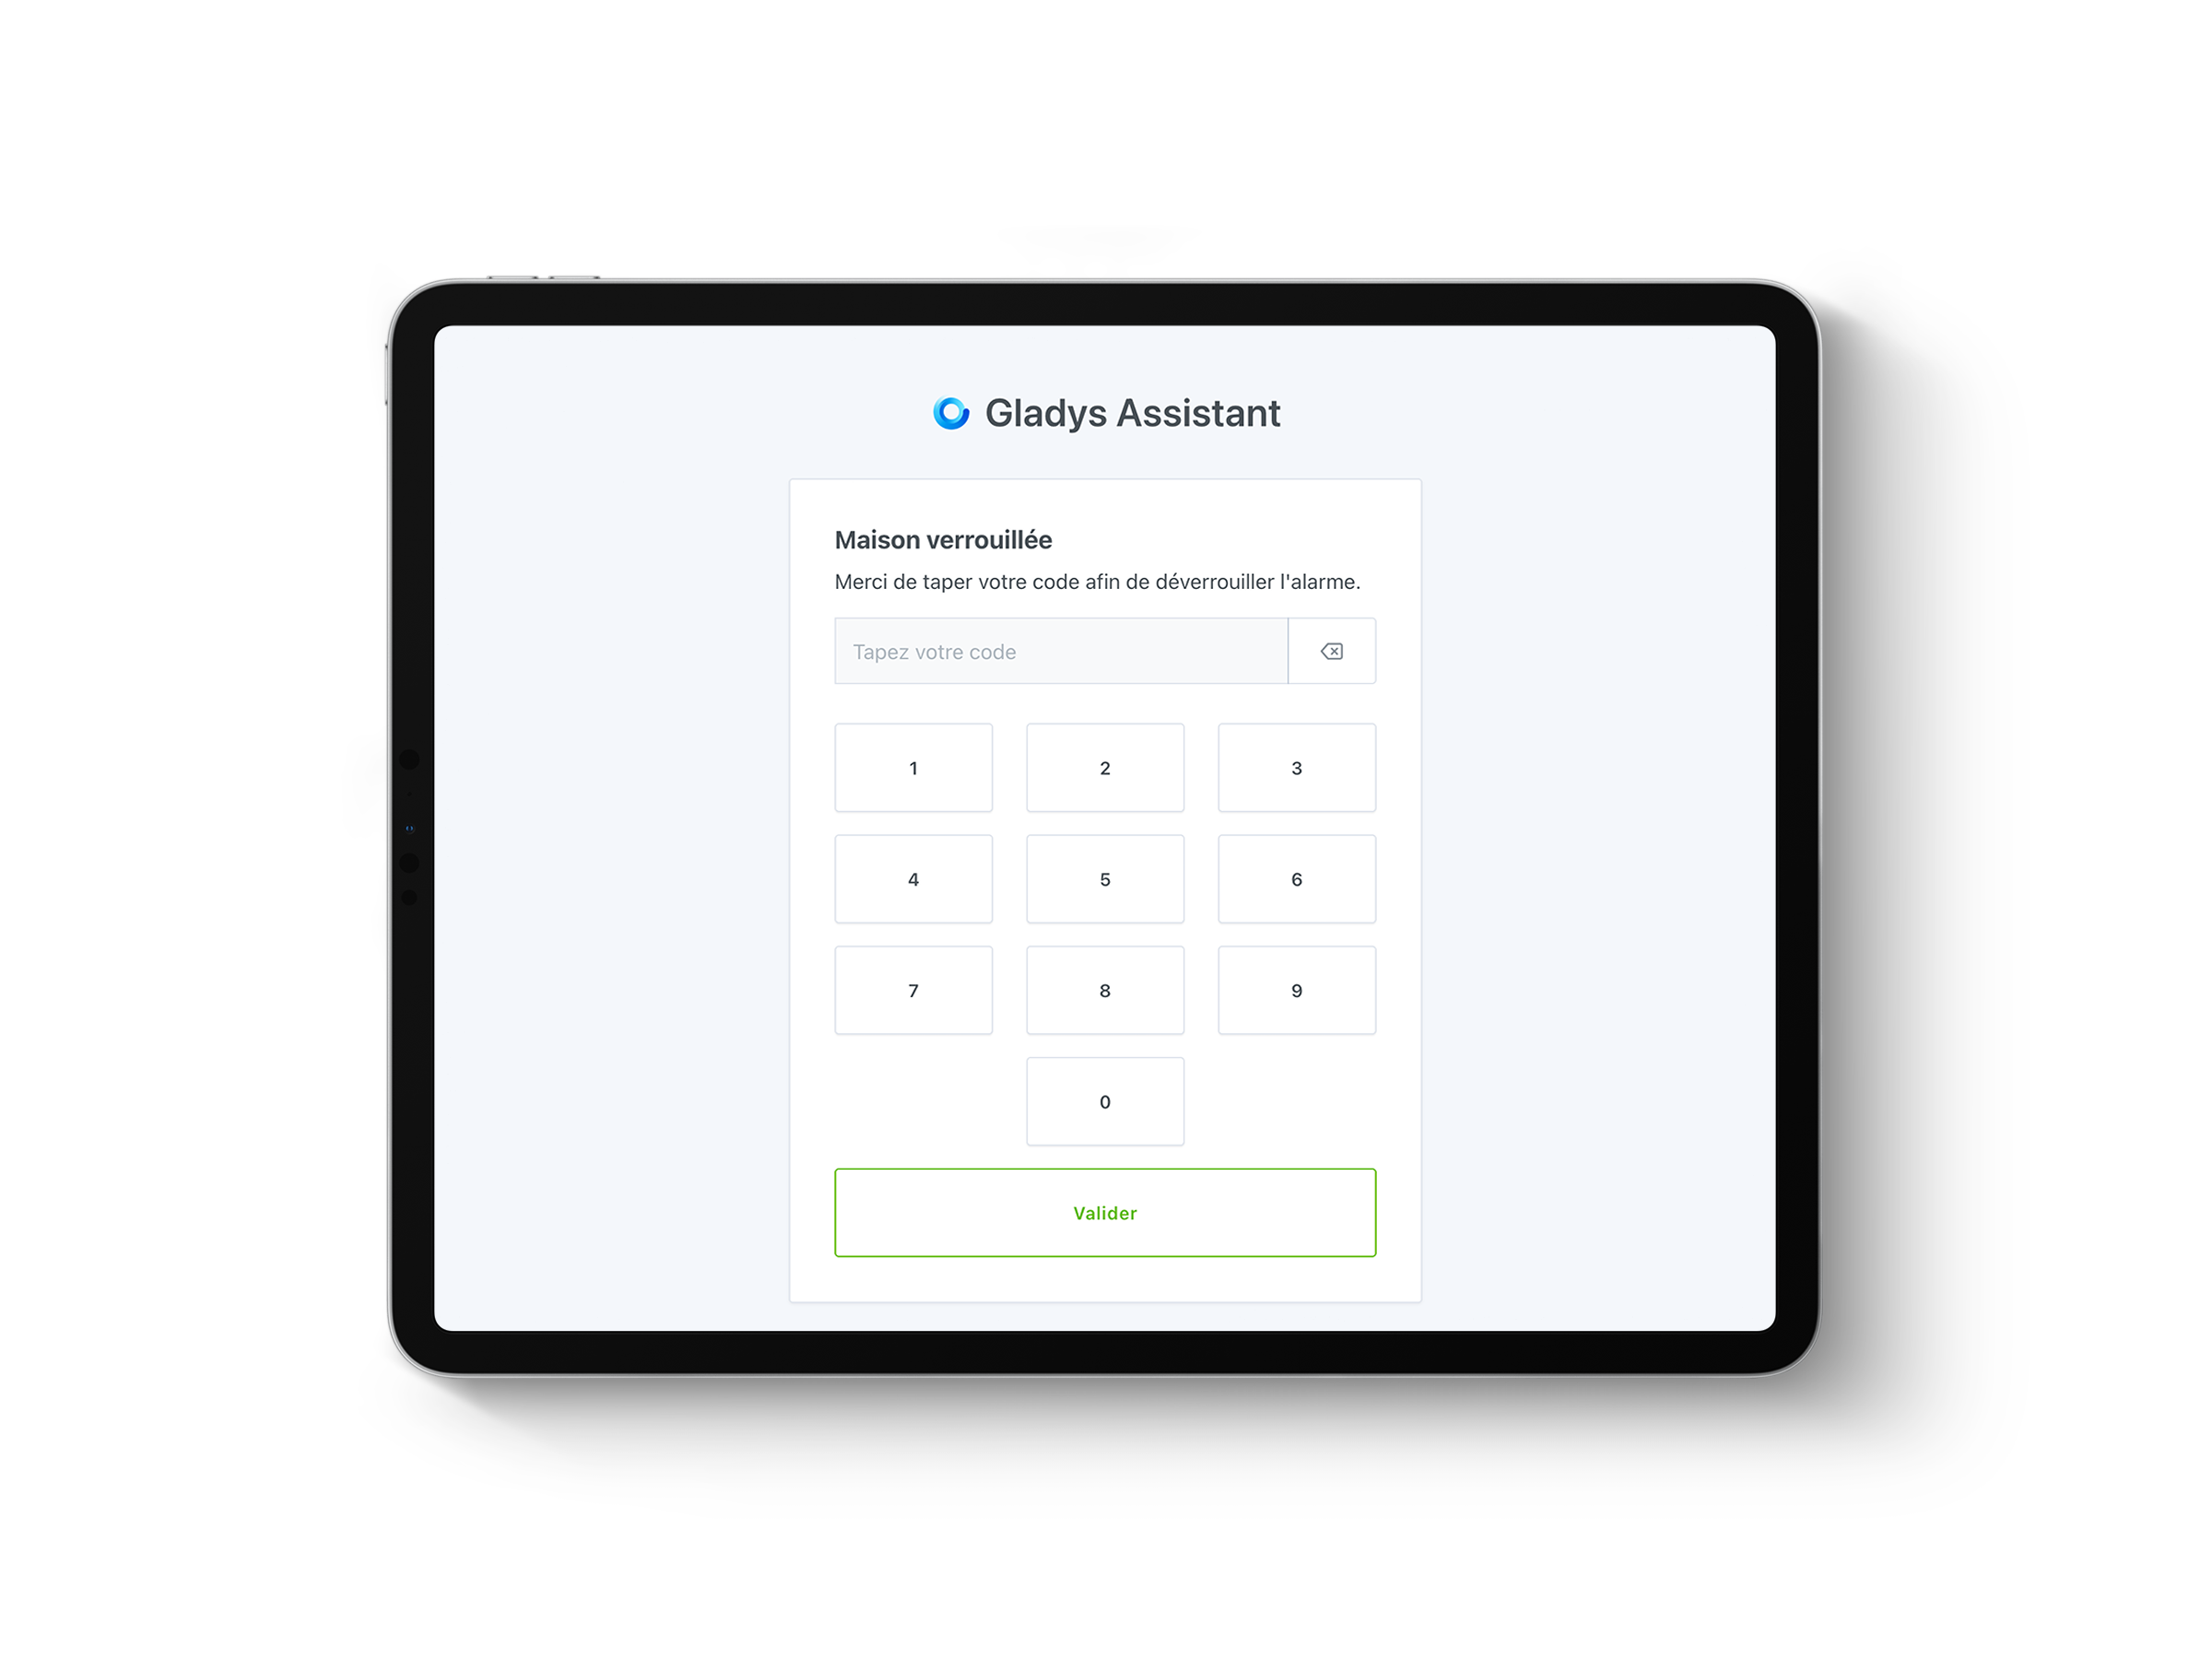 Gladys Assistant
Maison verrouillée
Merci de taper votre code afin de déverrouiller l'alarme.
Tapez votre code
1 2 3
4 5 6
7 8 9
0
Valider